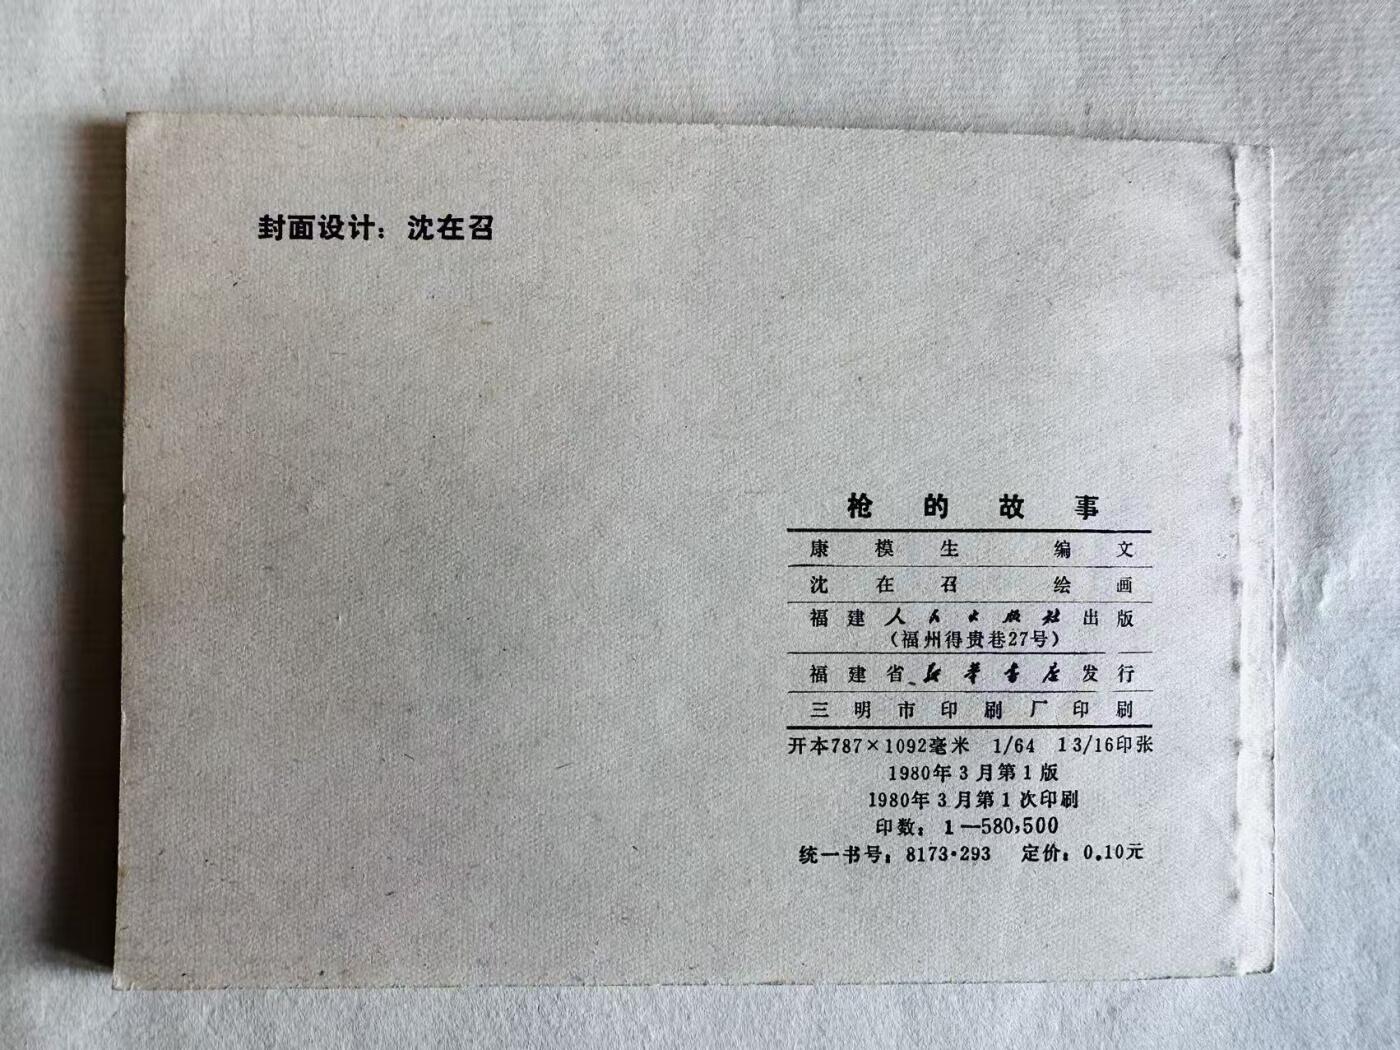 封面设计：沈在召
枪的故事
康模生 编文
沈在召 绘画
福建人民出版社出版
（福州得贵巷27号）
福建省新华书店发行
三明市印刷厂印刷
开本787×1092毫米 1/64 1 3/16印张
1980年3月第1版
1980年3月第1次印刷
印数：1—580,500
统一书号：8173·293 定价：0.10元